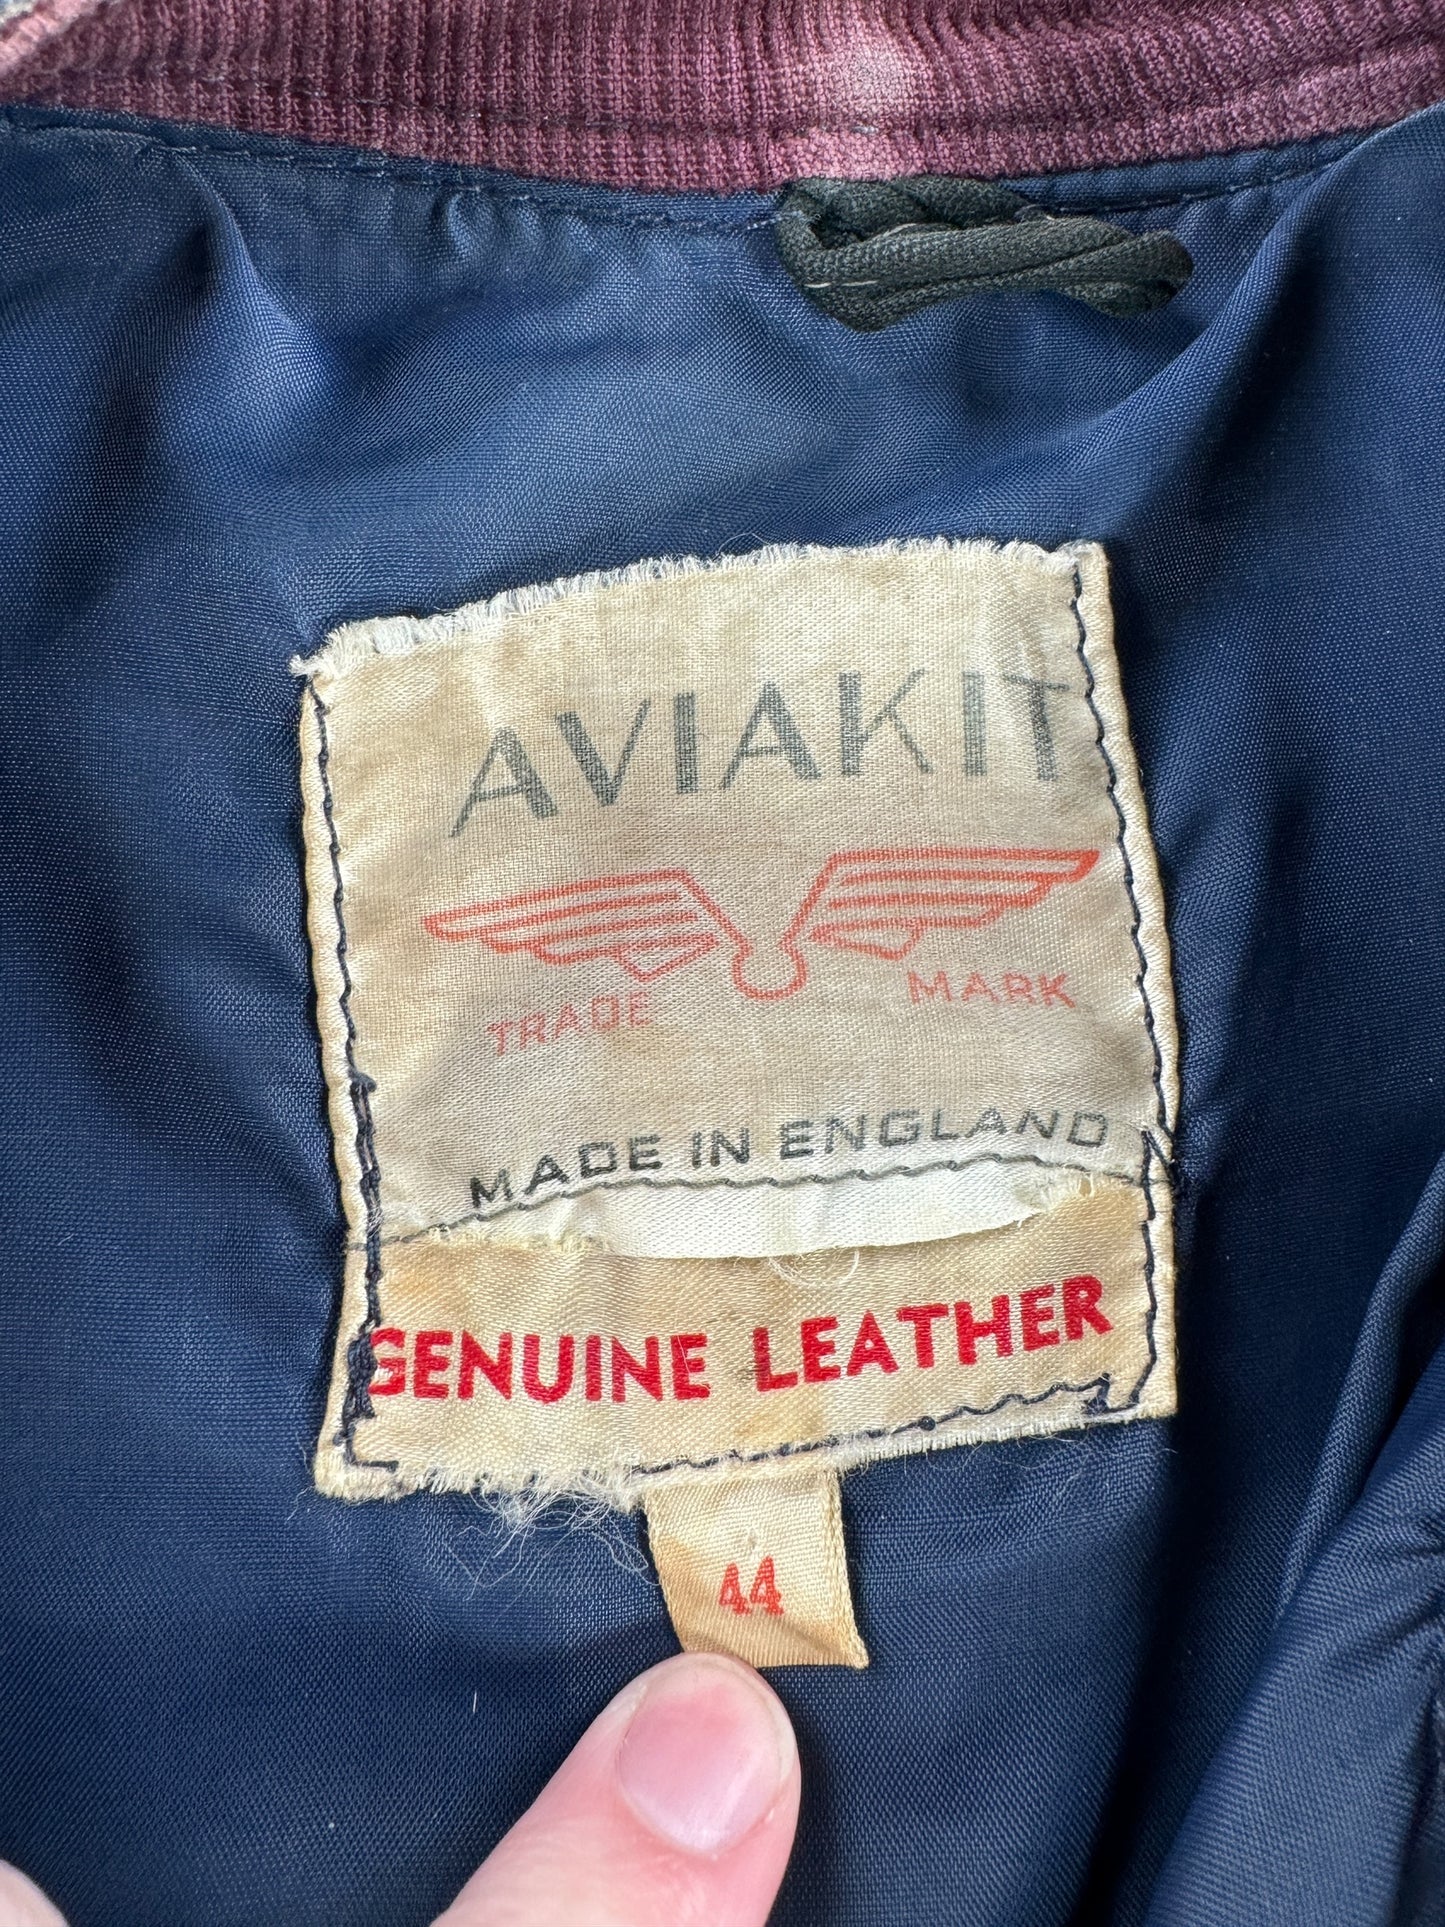 AVIAKIT
TRADE MARK
MADE IN ENGLAND
GENUINE LEATHER
44